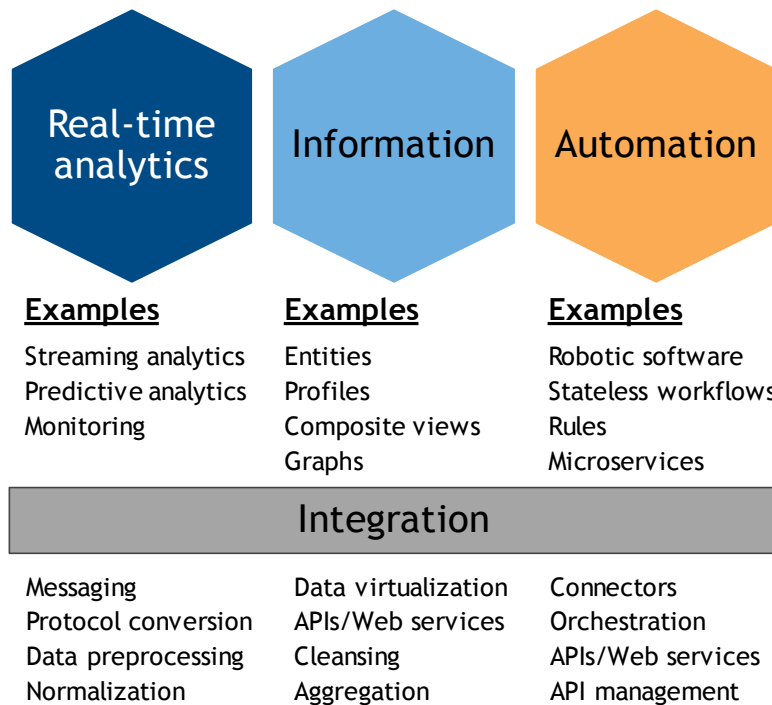 Real-time
analytics
Information
Automation
Examples
Streaming analytics
Predictive analytics
Monitoring
Examples
Entities
Profiles
Composite views
Graphs
Examples
Robotic software
Stateless workflows
Rules
Microservices
Integration
Messaging
Protocol conversion
Data preprocessing
Normalization
Data virtualization
APIs/Web services
Cleansing
Aggregation
Connectors
Orchestration
APIs/Web services
API management